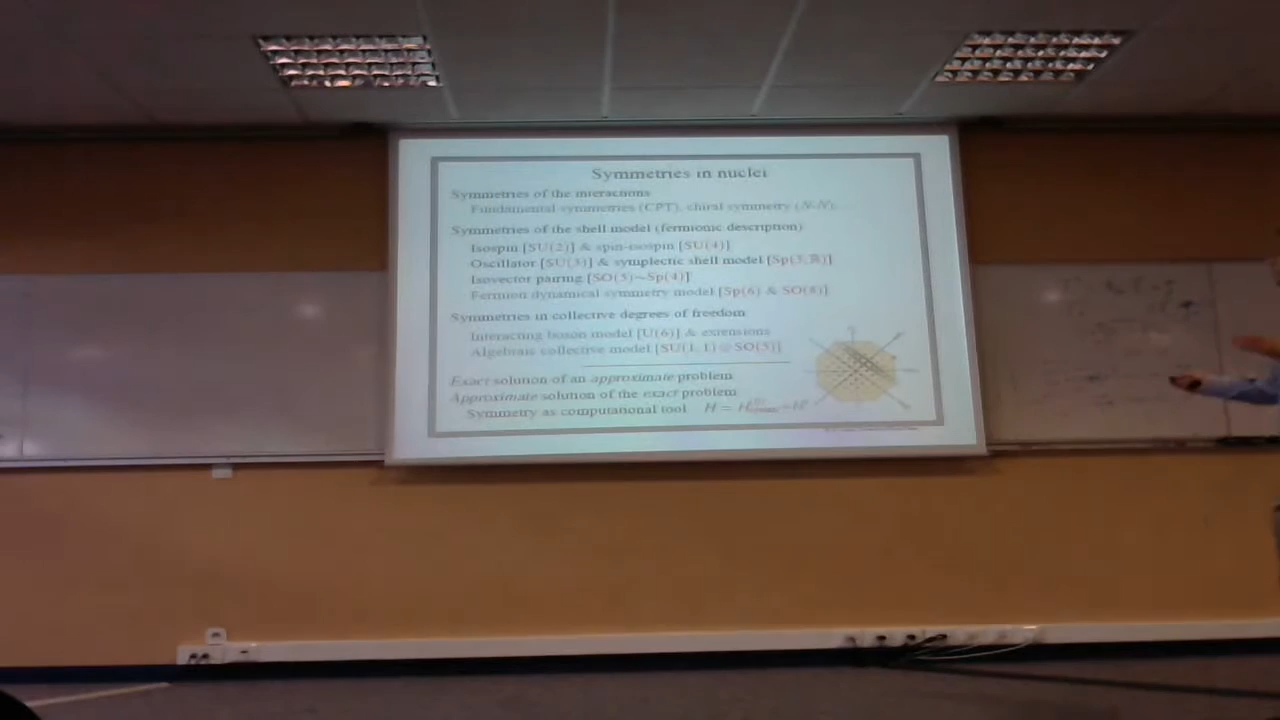 Symmetries in nuclei
Symmetries of the interactions
Fundamental symmetries (CPT), chiral symmetry (N-N),
Symmetries of the shell model (fermionic description)
Isospin [SU(2)] & spin-isospin [SU(4)]
Oscillator [SU(3)] & symplectic shell model [Sp(3,ℝ)]
Isovector pairing [SO(5)~Sp(4)]
Fermion dynamical symmetry model [Sp(6) & SO(8)]
Symmetries in collective degrees of freedom
Interacting boson model [U(6)] & extensions
Algebraic collective model [SU(1,1) ⊗ SO(5)]
Exact solution of an approximate problem
Approximate solution of the exact problem
Symmetry as computational tool H =